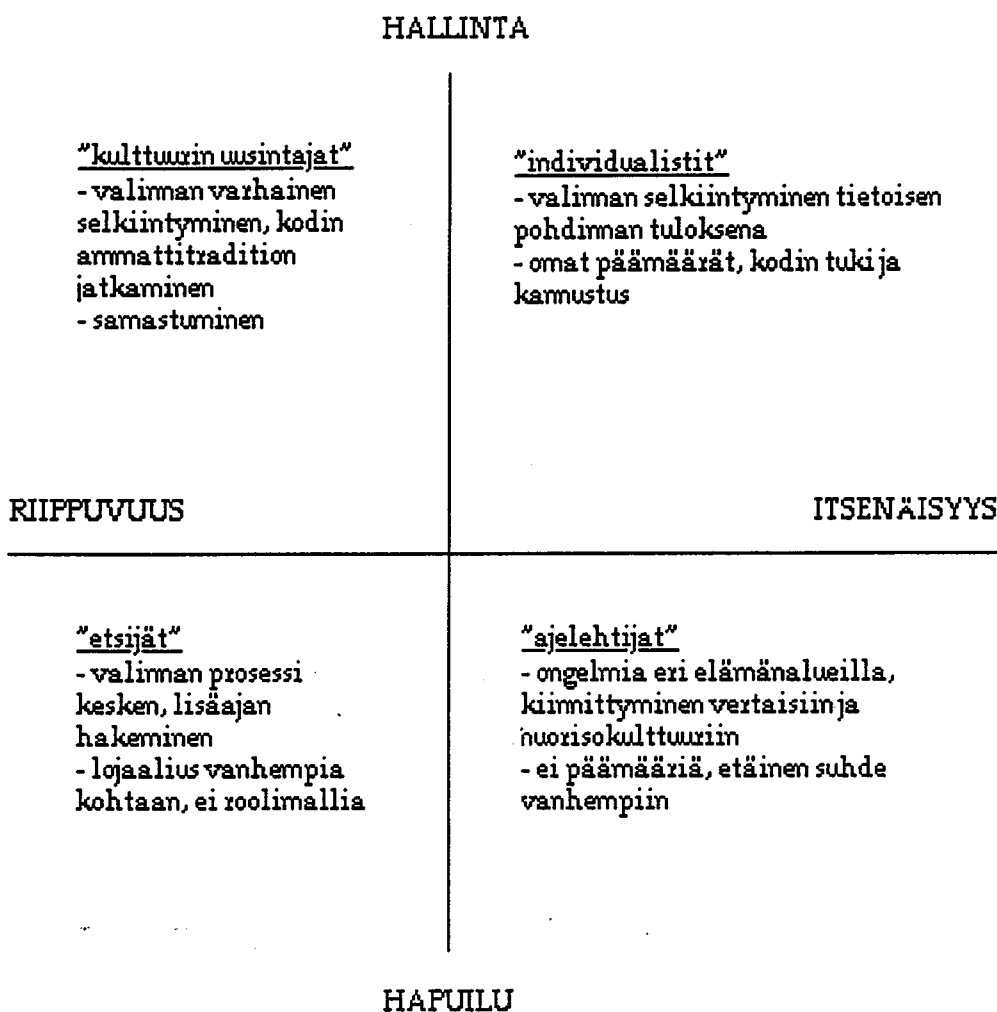 HALLINTA
"kulttuurin uusintajat"
- valinnan varhainen
selkiintyminen, kodin
ammattitradition
jatkaminen
- samastuminen
"individualistit"
- valinnan selkiintyminen tietoisen
pohdinnan tuloksena
- omat päämäärät, kodin tuki ja
kannustus
RIIPPUVUUS
ITSENÄISYYS
"etsijät"
- valinnan prosessi
kesken, lisäajan
hakeminen
- lojaalius vanhempia
kohtaan, ei roolimallia
"ajelehtijat"
- ongelmia eri elämänalueilla,
kiinnittyminen vertaisiin ja
nuorisokulttuuriin
- ei päämääriä, etäinen suhde
vanhempiin
HAPUILU